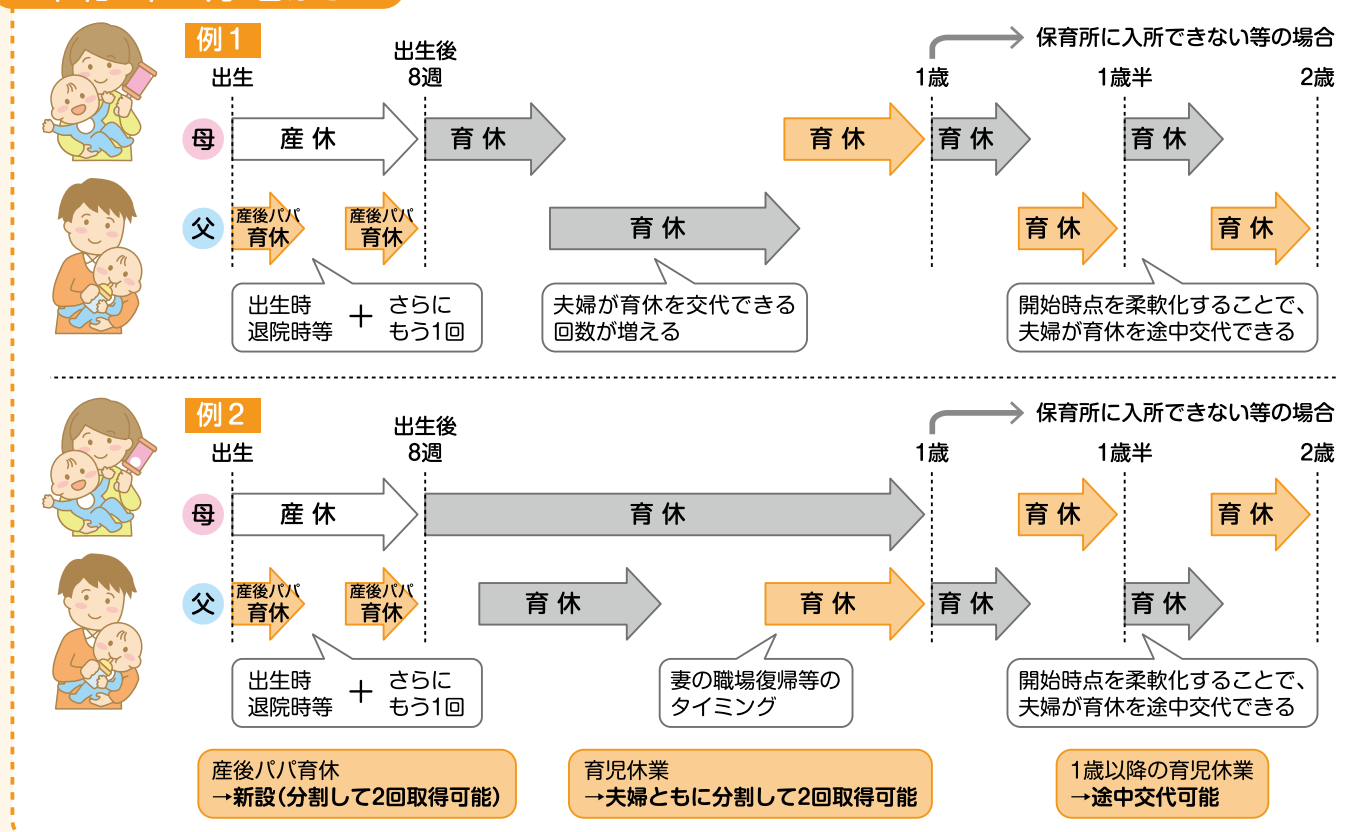 例1
出生
出生後
8週
1歳
保育所に入所できない等の場合
1歳半
2歳
母
産休
育休
育休
育休
育休
父
産後パパ
育休
産後パパ
育休
育休
育休
育休
出生時
退院時等
+
さらに
もう1回
夫婦が育休を交代できる
回数が増える
開始時点を柔軟化することで、
夫婦が育休を途中交代できる
例2
出生
出生後
8週
1歳
保育所に入所できない等の場合
1歳半
2歳
母
産休
育休
育休
育休
父
産後パパ
育休
産後パパ
育休
育休
育休
育休
育休
出生時
退院時等
+
さらに
もう1回
妻の職場復帰等の
タイミング
開始時点を柔軟化することで、
夫婦が育休を途中交代できる
産後パパ育休
→新設(分割して2回取得可能)
育児休業
→夫婦ともに分割して2回取得可能
1歳以降の育児休業
→途中交代可能